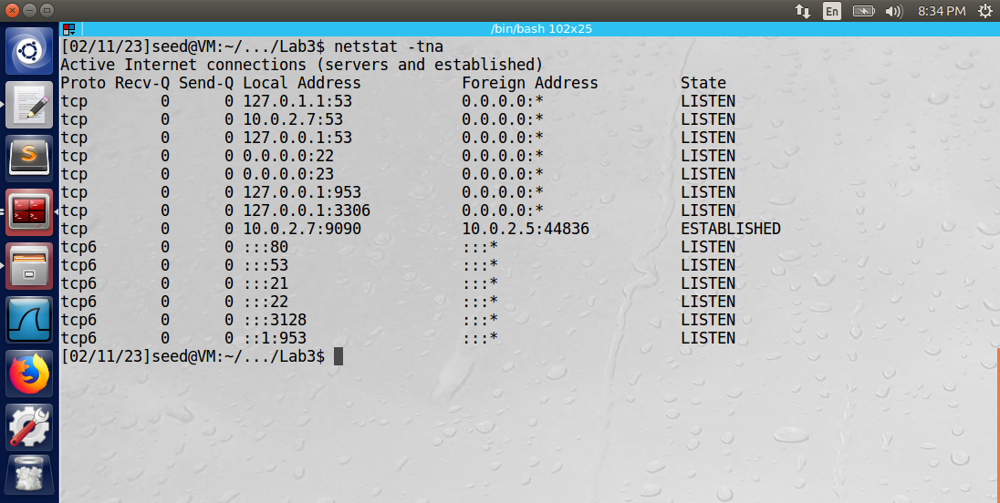 En 8:34 PM
/bin/bash 102x25
[02/11/23]seed@VM:~/.../Lab3$ netstat -tna
Active Internet connections (servers and established)
Proto Recv-Q Send-Q Local Address           Foreign Address         State
tcp        0      0 127.0.1.1:53            0.0.0.0:*               LISTEN
tcp        0      0 10.0.2.7:53             0.0.0.0:*               LISTEN
tcp        0      0 127.0.0.1:53            0.0.0.0:*               LISTEN
tcp        0      0 0.0.0.0:22              0.0.0.0:*               LISTEN
tcp        0      0 0.0.0.0:23              0.0.0.0:*               LISTEN
tcp        0      0 127.0.0.1:953           0.0.0.0:*               LISTEN
tcp        0      0 127.0.0.1:3306          0.0.0.0:*               LISTEN
tcp        0      0 10.0.2.7:9090           10.0.2.5:44836          ESTABLISHED
tcp6       0      0 :::80                   :::*                    LISTEN
tcp6       0      0 :::53                   :::*                    LISTEN
tcp6       0      0 :::21                   :::*                    LISTEN
tcp6       0      0 :::22                   :::*                    LISTEN
tcp6       0      0 :::3128                 :::*                    LISTEN
tcp6       0      0 ::1:953                 :::*                    LISTEN
[02/11/23]seed@VM:~/.../Lab3$